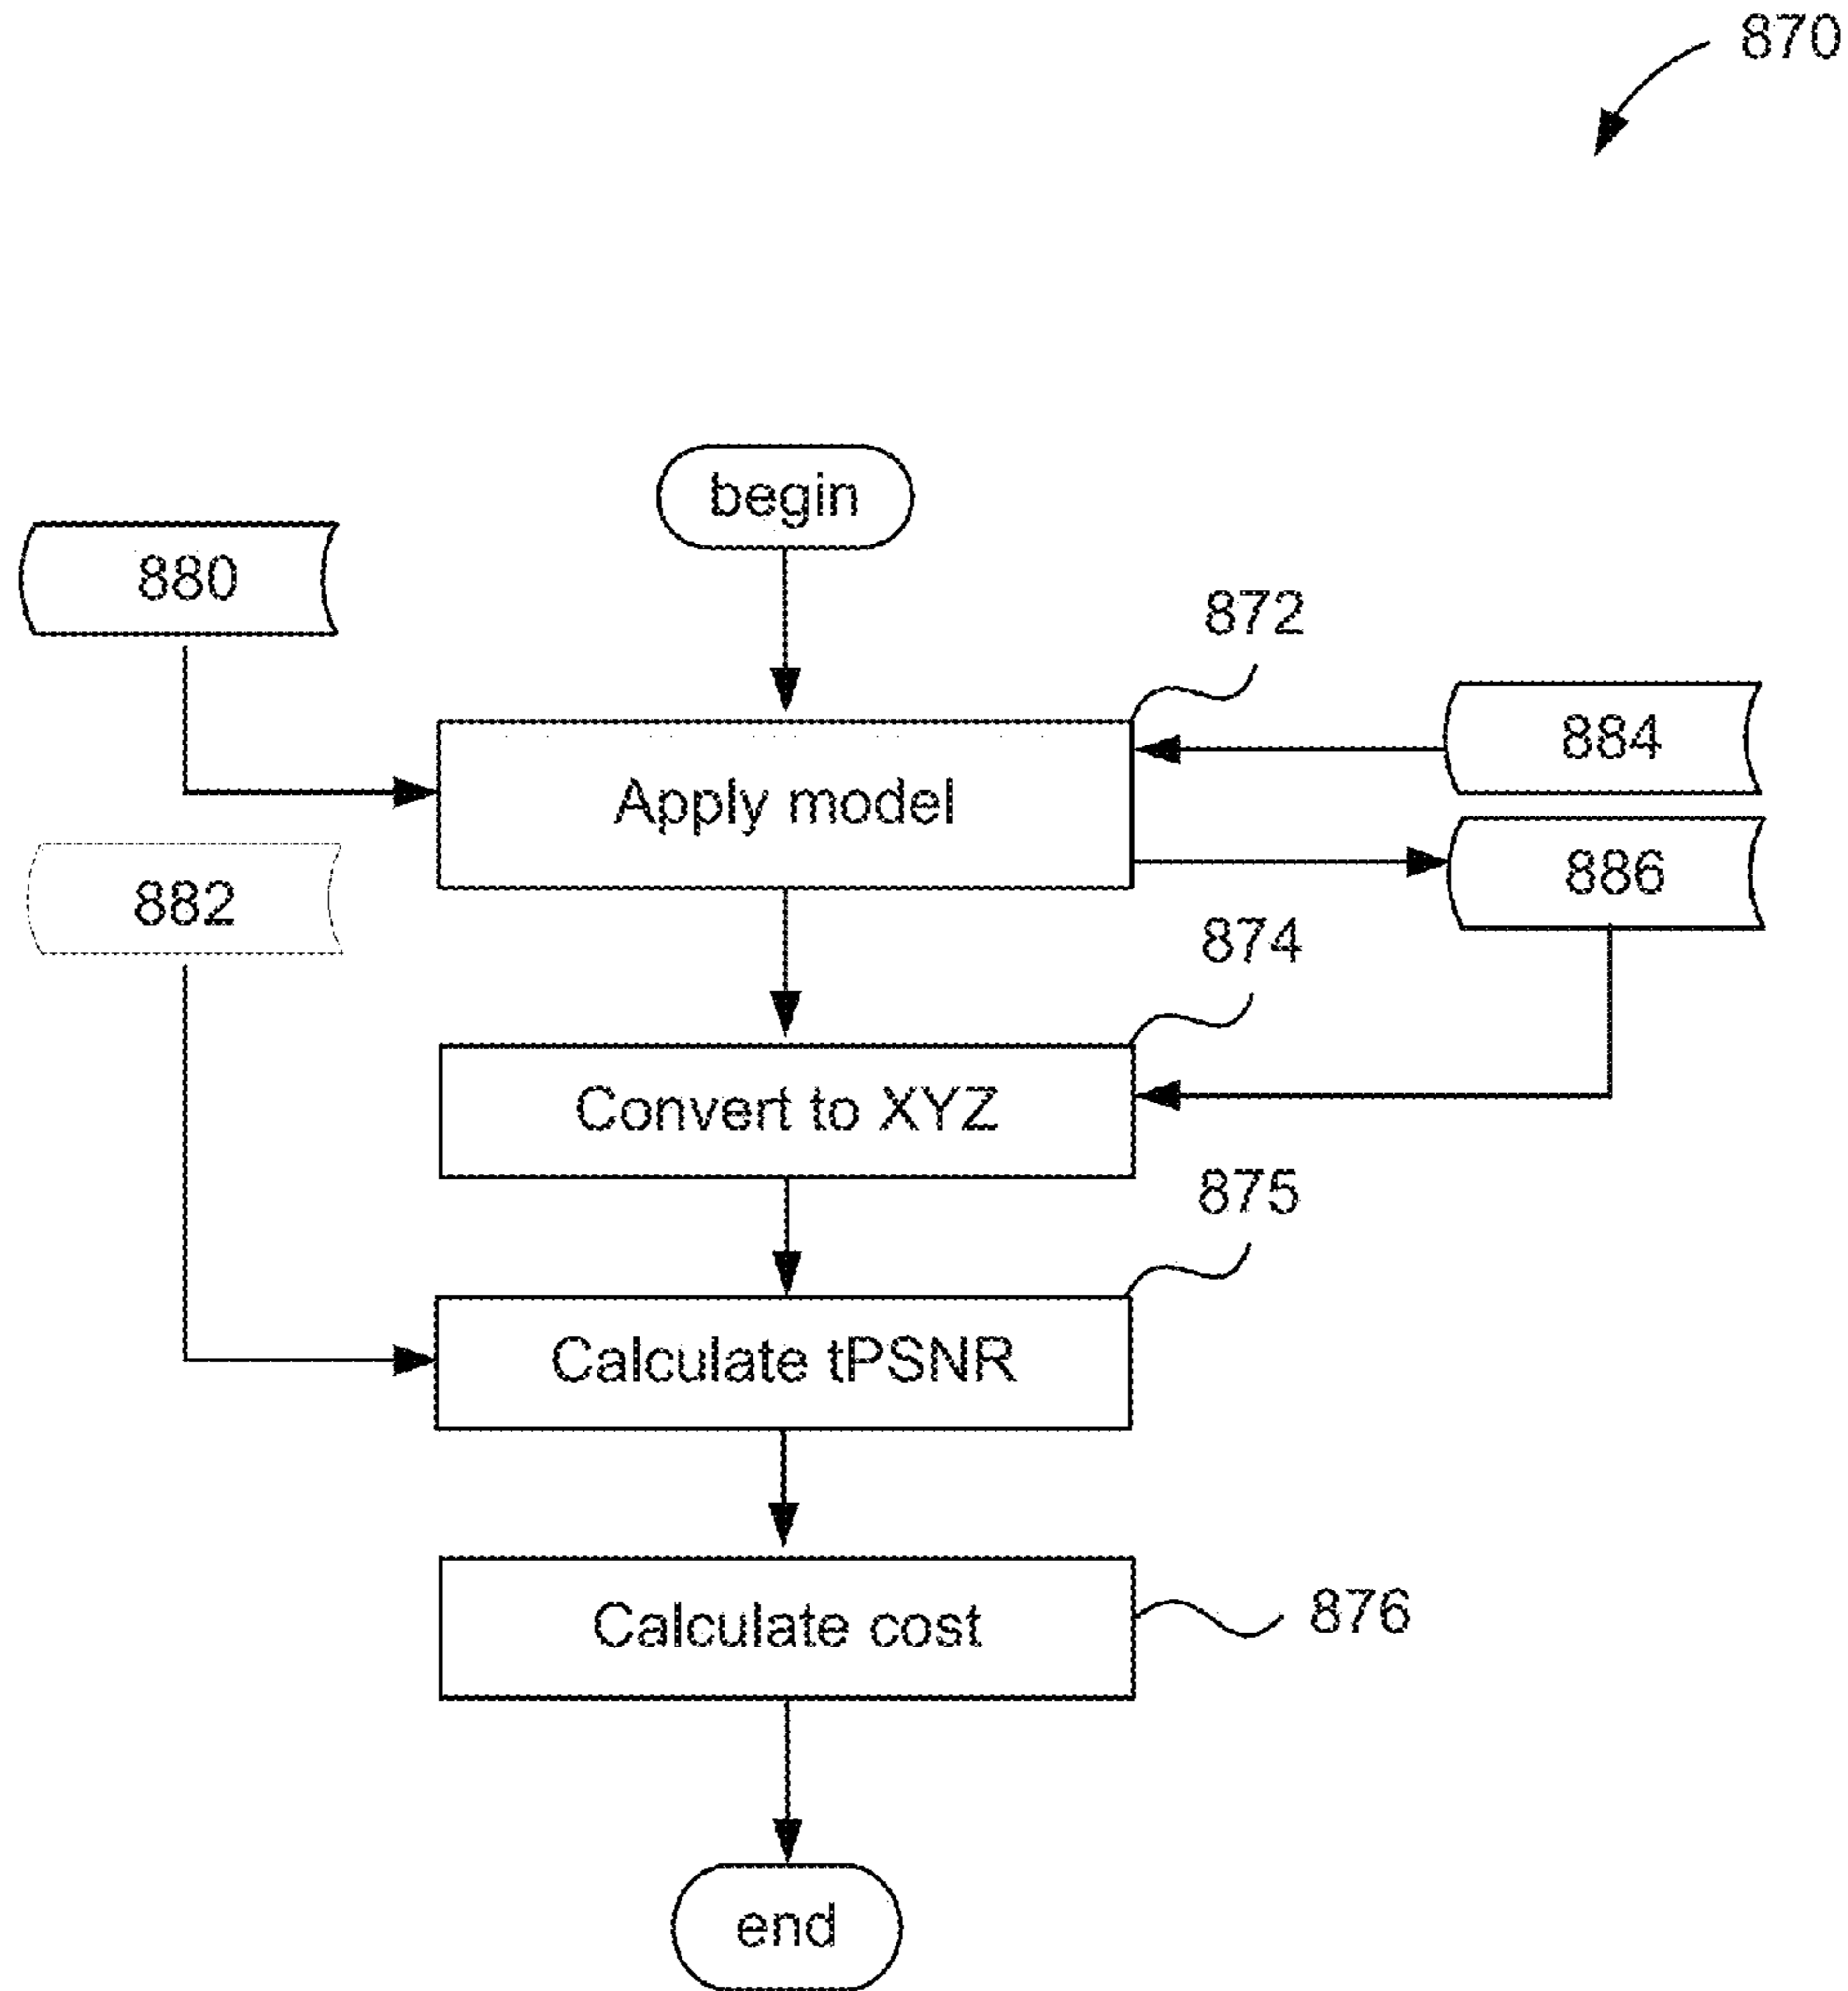 870
begin
880
872
884
Apply model
886
882
874
Convert to XYZ
875
Calculate tPSNR
Calculate cost
876
end